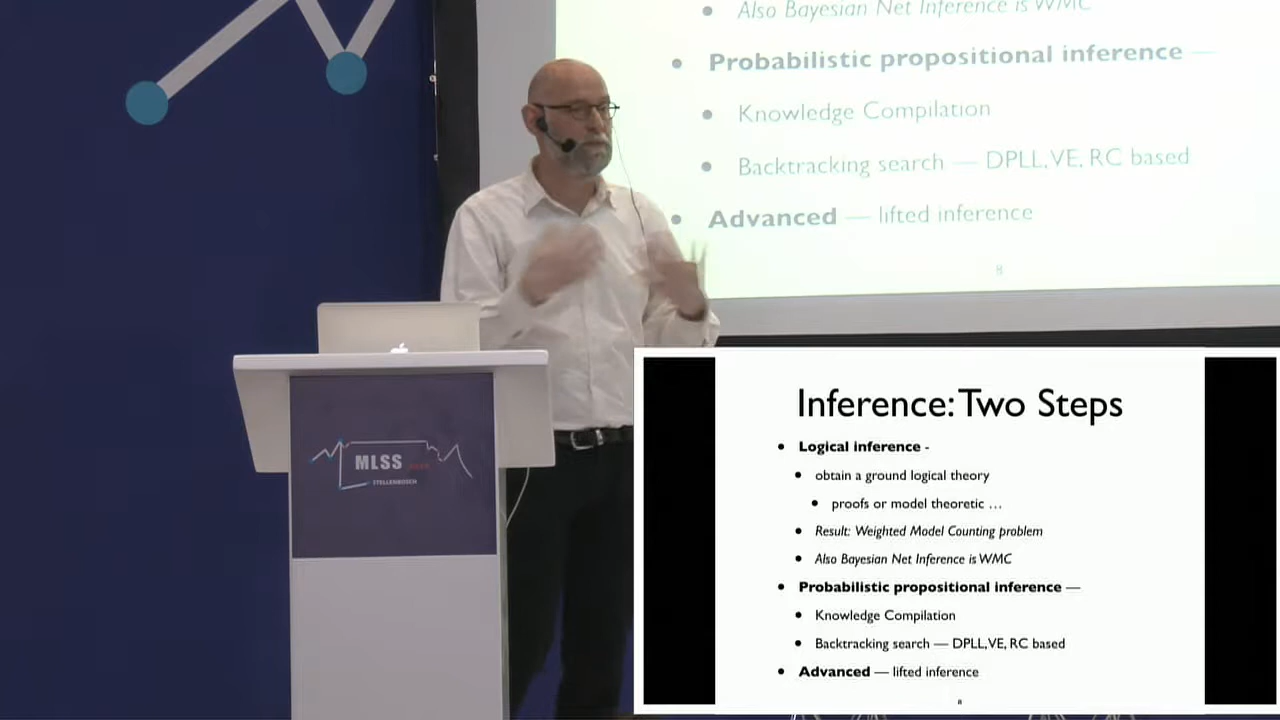 Also Bayesian Net Inference is WMC
Probabilistic propositional inference —
Knowledge Compilation
Backtracking search — DPLL, VE, RC based
Advanced — lifted inference
8
MLSS
STELLENBOSCH
Inference: Two Steps
Logical inference -
obtain a ground logical theory
proofs or model theoretic ...
Result: Weighted Model Counting problem
Also Bayesian Net Inference is WMC
Probabilistic propositional inference —
Knowledge Compilation
Backtracking search — DPLL, VE, RC based
Advanced — lifted inference
8